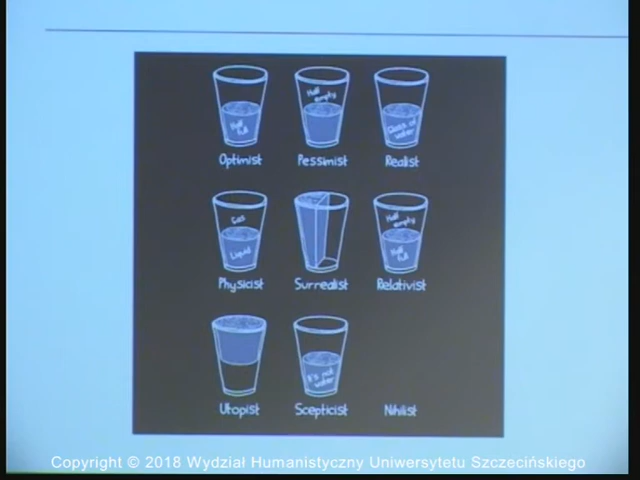 Half
full
Half
empty
Glass of
water
Optimist Pessimist Realist
Gas
Liquid
Half
empty
Half
full
Physicist Surrealist Relativist
It's not
water
Utopist Scepticist Nihilist
Copyright © 2018 Wydział Humanistyczny Uniwersytetu Szczecińskiego